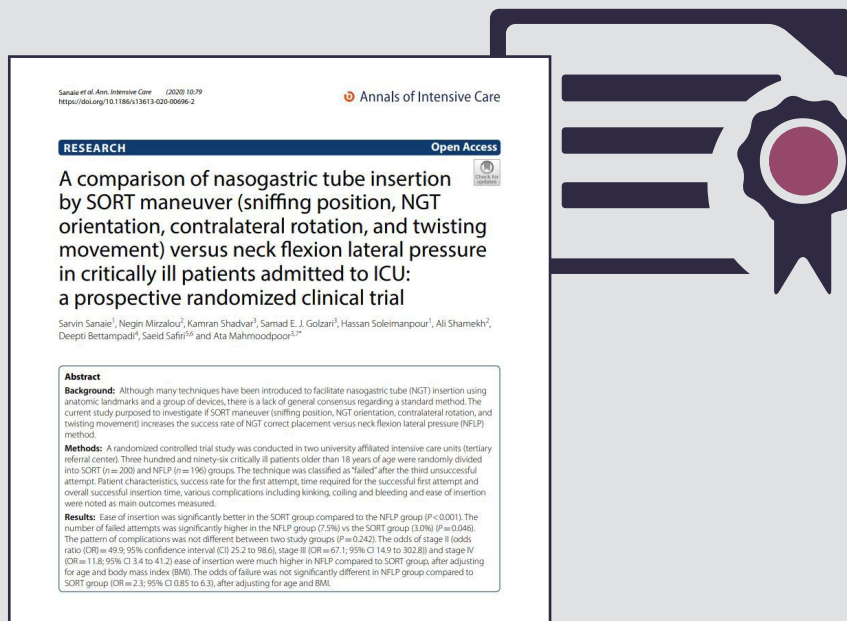 Sanaie et al. Ann. Intensive Care (2020) 10:79
https://doi.org/10.1186/s13613-020-00696-2
Annals of Intensive Care
RESEARCH
Open Access
Check for
updates
A comparison of nasogastric tube insertion
by SORT maneuver (sniffing position, NGT
orientation, contralateral rotation, and twisting
movement) versus neck flexion lateral pressure
in critically ill patients admitted to ICU:
a prospective randomized clinical trial
Sarvin Sanaie¹, Negin Mirzalou², Kamran Shadvar³, Samad E. J. Golzari³, Hassan Soleimanpour¹, Ali Shamekh²,
Deepti Bettampadi⁴, Saeid Safiri⁵,⁶ and Ata Mahmoodpoor³,⁷*
Abstract
Background: Although many techniques have been introduced to facilitate nasogastric tube (NGT) insertion using
anatomic landmarks and a group of devices, there is a lack of general consensus regarding a standard method. The
current study purposed to investigate if SORT maneuver (sniffing position, NGT orientation, contralateral rotation, and
twisting movement) increases the success rate of NGT correct placement versus neck flexion lateral pressure (NFLP)
method.
Methods: A randomized controlled trial study was conducted in two university affiliated intensive care units (tertiary
referral center). Three hundred and ninety-six critically ill patients older than 18 years of age were randomly divided
into SORT (n = 200) and NFLP (n = 196) groups. The technique was classified as “failed” after the third unsuccessful
attempt. Patient characteristics, success rate for the first attempt, time required for the successful first attempt and
overall successful insertion time, various complications including kinking, coiling and bleeding and ease of insertion
were noted as main outcomes measured.
Results: Ease of insertion was significantly better in the SORT group compared to the NFLP group (P < 0.001). The
number of failed attempts was significantly higher in the NFLP group (7.5%) vs the SORT group (3.0%) (P = 0.046).
The pattern of complications was not different between two study groups (P = 0.242). The odds of stage II (odds
ratio (OR) = 49.9; 95% confidence interval (CI) 25.2 to 98.6), stage III (OR = 67.1; 95% CI 14.9 to 302.8)) and stage IV
(OR = 11.8; 95% CI 3.4 to 41.2) ease of insertion were much higher in NFLP compared to SORT group, after adjusting
for age and body mass index (BMI). The odds of failure was not significantly different in NFLP group compared to
SORT group (OR = 2.3; 95% CI 0.85 to 6.3), after adjusting for age and BMI.